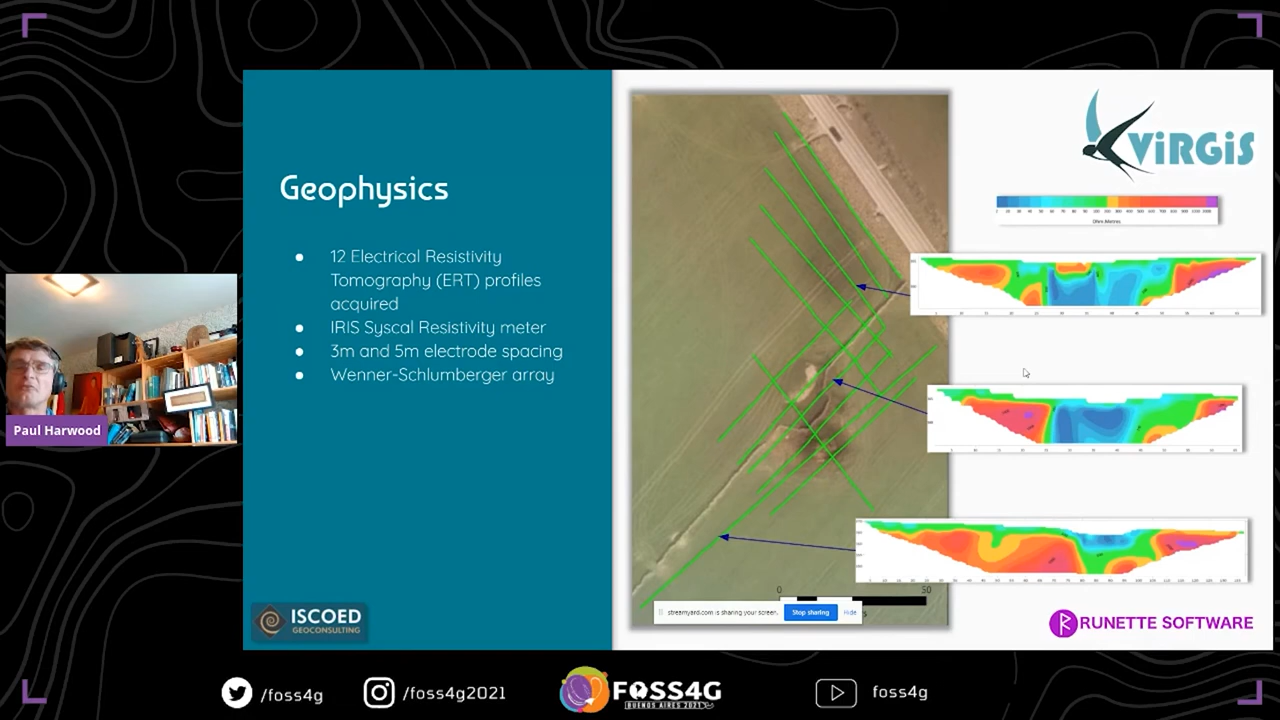 Geophysics
12 Electrical Resistivity
Tomography (ERT) profiles
acquired
IRIS Syscal Resistivity meter
3m and 5m electrode spacing
Wenner-Schlumberger array
ViRGiS
Ohm.Metres
Paul Harwood
0 50
streamyard.com is sharing your screen. Stop sharing Hide
ISCOED
GEOCONSULTING
RUNETTE SOFTWARE
/foss4g
/foss4g2021
FOSS4G
BUENOS AIRES 2021
foss4g